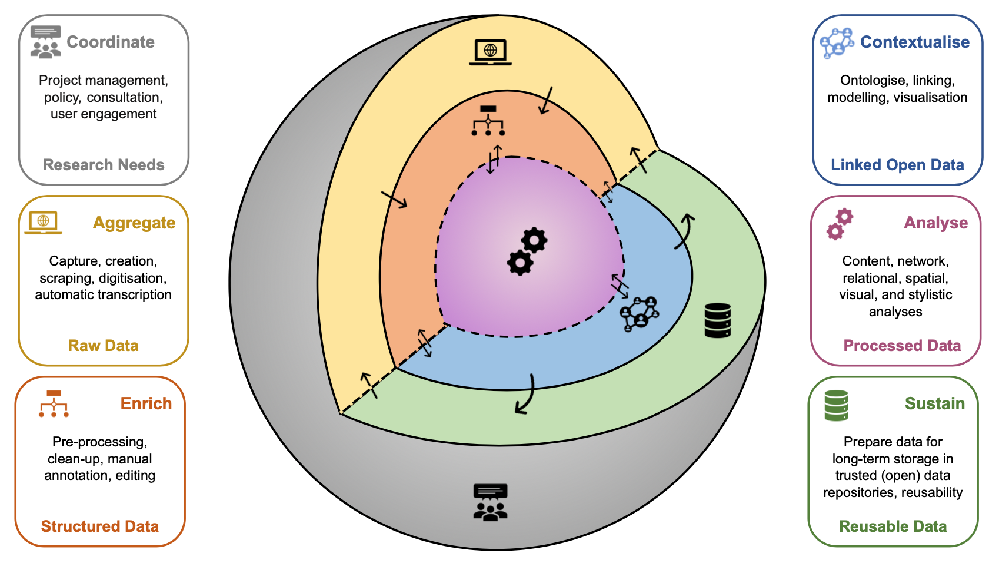 Coordinate
Project management,
policy, consultation,
user engagement
Research Needs
Aggregate
Capture, creation,
scraping, digitisation,
automatic transcription
Raw Data
Enrich
Pre-processing,
clean-up, manual
annotation, editing
Structured Data
Contextualise
Ontologise, linking,
modelling, visualisation
Linked Open Data
Analyse
Content, network,
relational, spatial,
visual, and stylistic
analyses
Processed Data
Sustain
Prepare data for
long-term storage in
trusted (open) data
repositories, reusability
Reusable Data